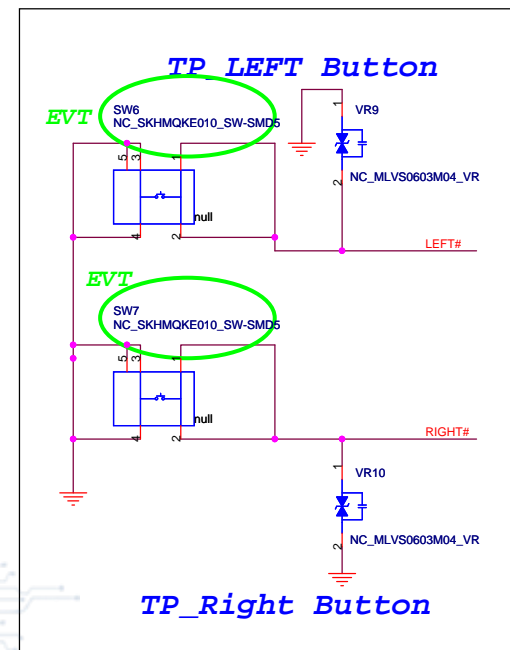 TP_LEFT Button
EVT
SW6
NC_SKHMQKE010_SW-SMD5
5 3 1
null
4 2
1
VR9
2
NC_MLVS0603M04_VR
LEFT#
EVT
SW7
NC_SKHMQKE010_SW-SMD5
5 3 1
null
4 2
RIGHT#
1
VR10
2
NC_MLVS0603M04_VR
TP_Right Button